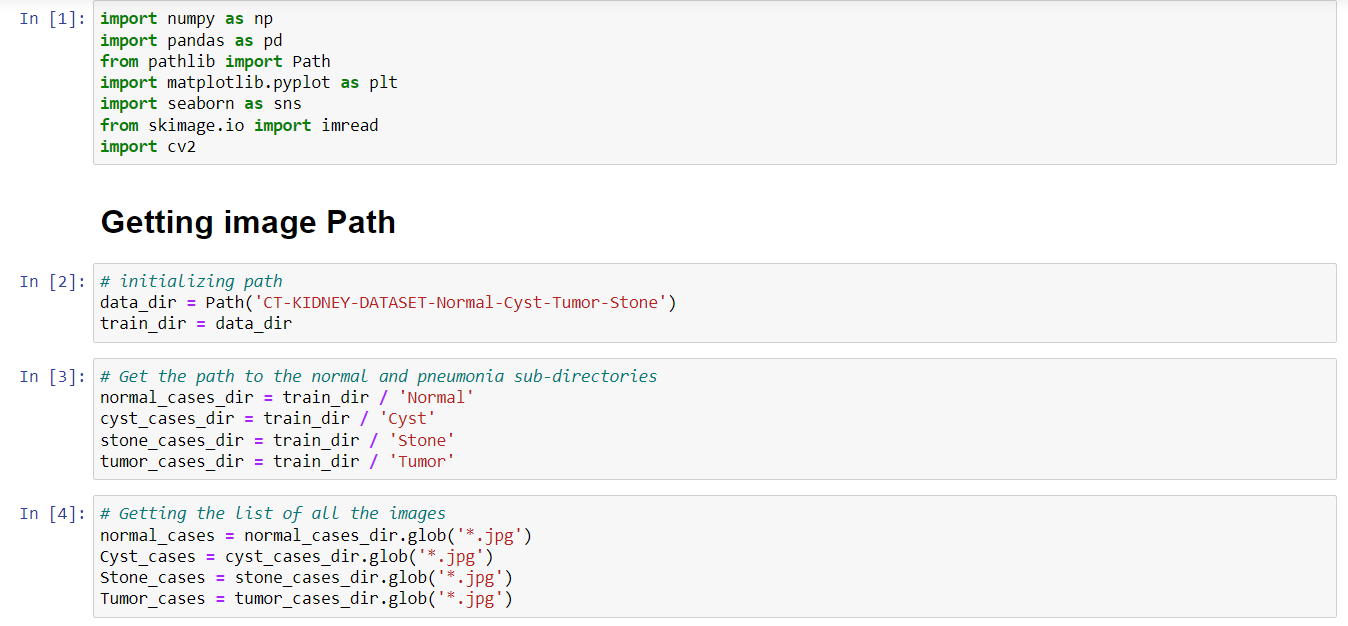 In [1]: import numpy as np
import pandas as pd
from pathlib import Path
import matplotlib.pyplot as plt
import seaborn as sns
from skimage.io import imread
import cv2
Getting image Path
In [2]: # initializing path
data_dir = Path('CT-KIDNEY-DATASET-Normal-Cyst-Tumor-Stone')
train_dir = data_dir
In [3]: # Get the path to the normal and pneumonia sub-directories
normal_cases_dir = train_dir / 'Normal'
cyst_cases_dir = train_dir / 'Cyst'
stone_cases_dir = train_dir / 'Stone'
tumor_cases_dir = train_dir / 'Tumor'
In [4]: # Getting the list of all the images
normal_cases = normal_cases_dir.glob('*.jpg')
Cyst_cases = cyst_cases_dir.glob('*.jpg')
Stone_cases = stone_cases_dir.glob('*.jpg')
Tumor_cases = tumor_cases_dir.glob('*.jpg')